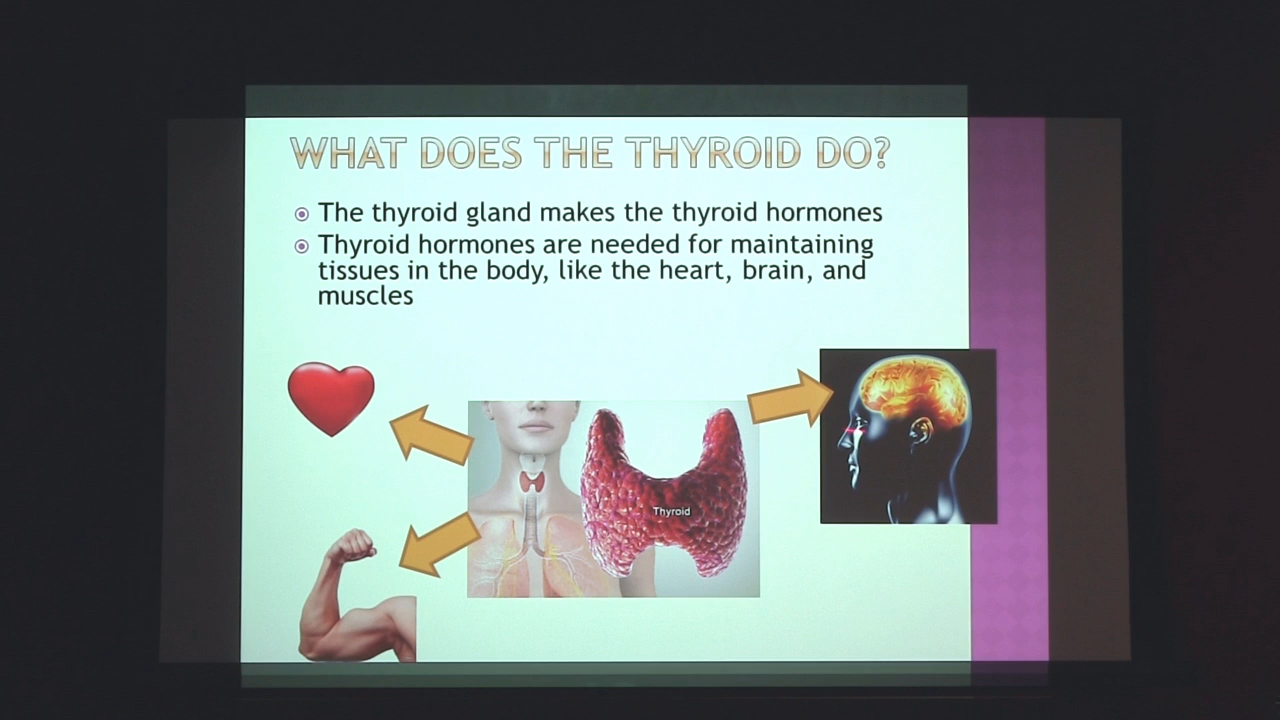 WHAT DOES THE THYROID DO?
The thyroid gland makes the thyroid hormones
Thyroid hormones are needed for maintaining
tissues in the body, like the heart, brain, and
muscles
Thyroid